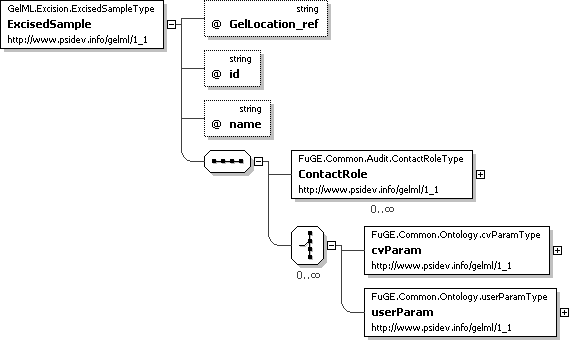 GelML.Excision.ExcisedSampleType
ExcisedSample
http://www.psidev.info/gelml/1_1
string
@ GelLocation_ref
string
@ id
string
@ name
FuGE.Common.Audit.ContactRoleType
ContactRole
http://www.psidev.info/gelml/1_1
0..∞
0..∞
FuGE.Common.Ontology.cvParamType
cvParam
http://www.psidev.info/gelml/1_1
FuGE.Common.Ontology.userParamType
userParam
http://www.psidev.info/gelml/1_1